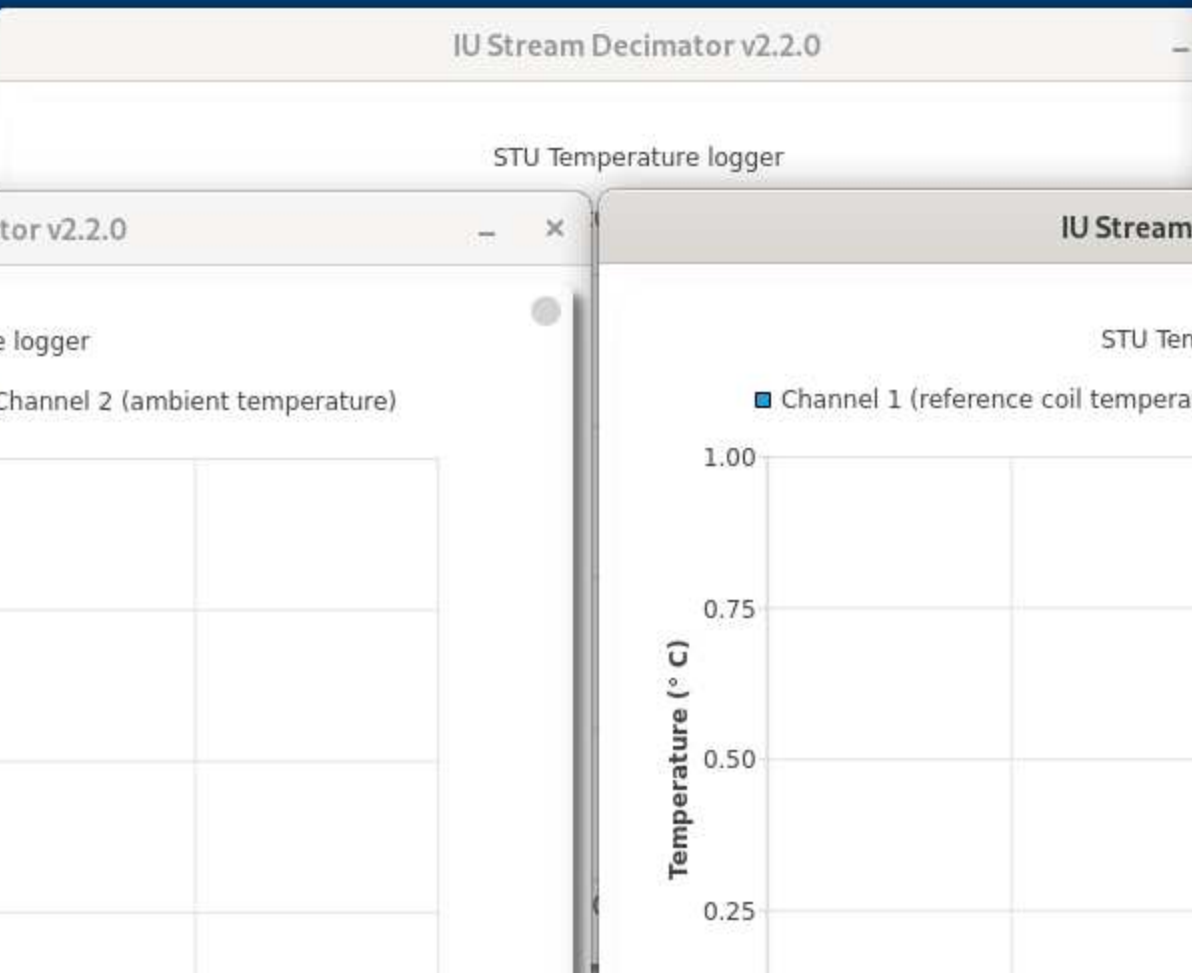 IU Stream Decimator v2.2.0
STU Temperature logger
tor v2.2.0
e logger
Channel 2 (ambient temperature)
IU Stream
STU Tem
Channel 1 (reference coil tempera
1.00
0.75
0.50
0.25
Temperature (° C)